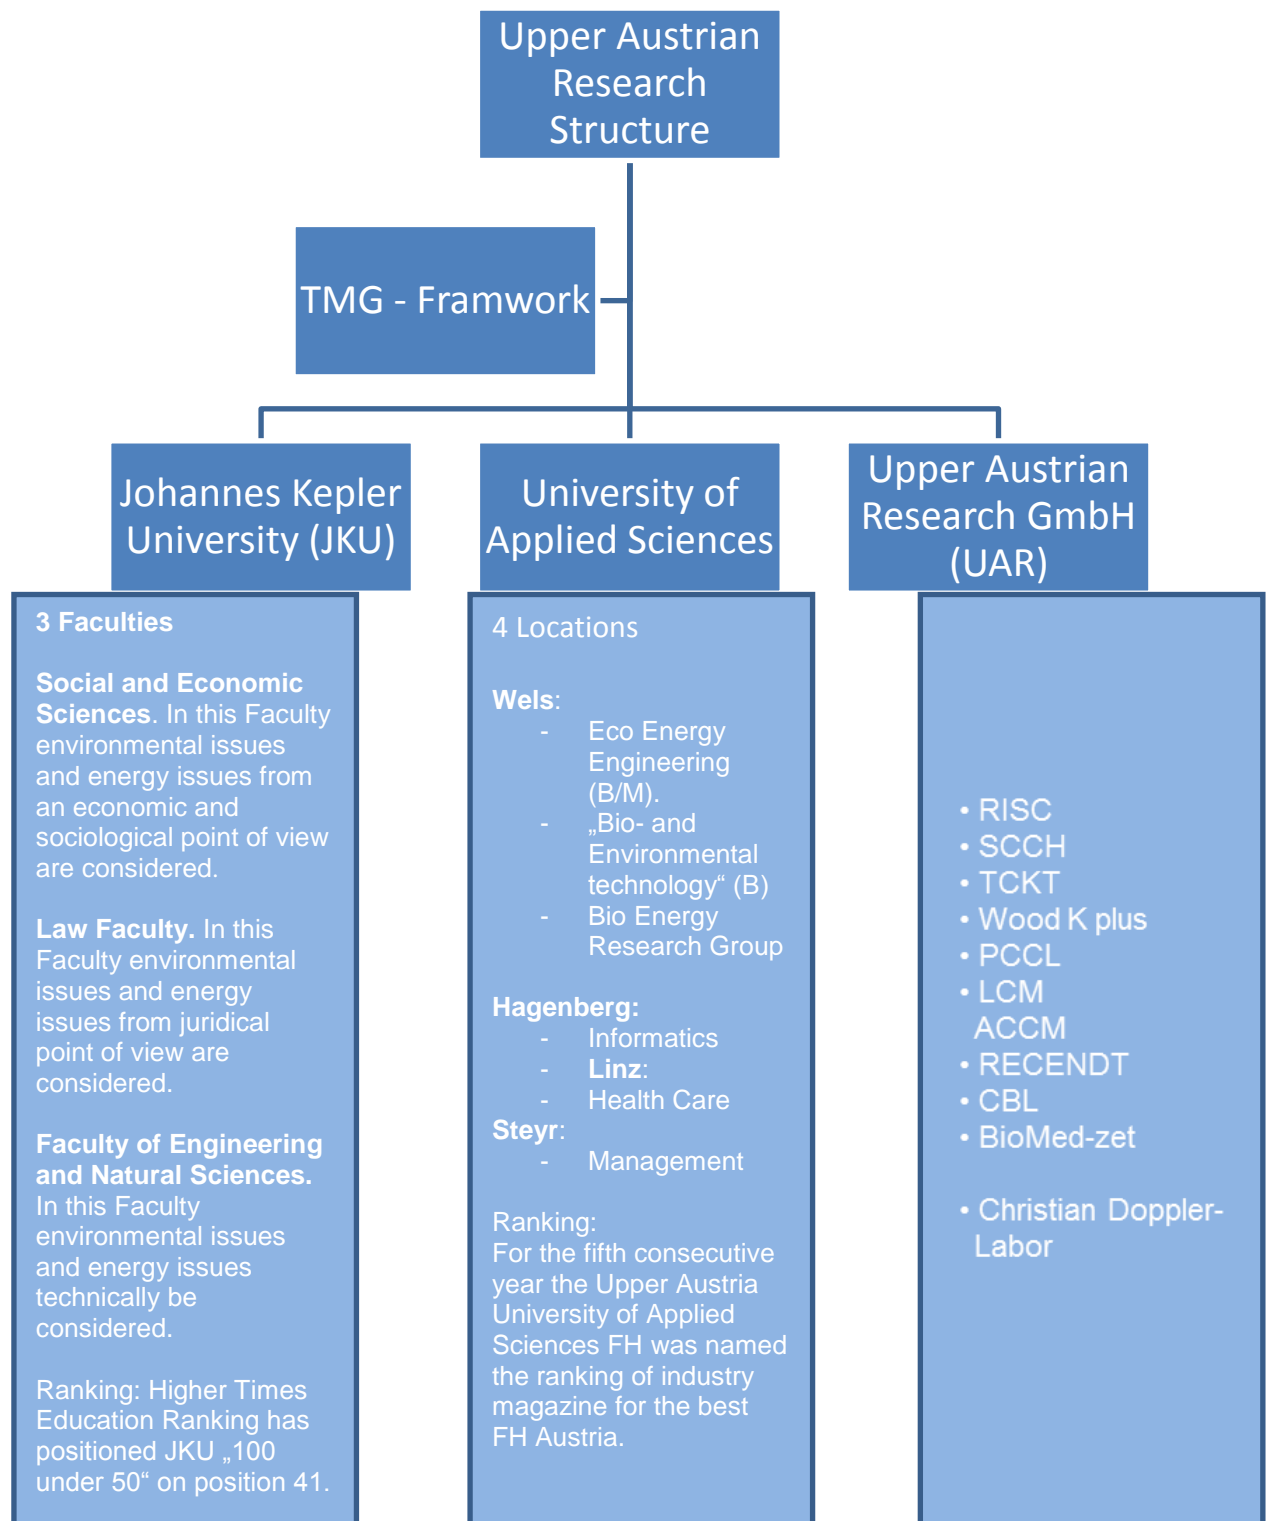 Upper Austrian
Research
Structure
TMG - Framwork
Johannes Kepler
University (JKU)
University of
Applied Sciences
Upper Austrian
Research GmbH
(UAR)
3 Faculties
Social and Economic
Sciences. In this Faculty
environmental issues
and energy issues from
an economic and
sociological point of view
are considered.
Law Faculty. In this
Faculty environmental
issues and energy
issues from juridical
point of view are
considered.
Faculty of Engineering
and Natural Sciences.
In this Faculty
environmental issues
and energy issues
technically be
considered.
Ranking: Higher Times
Education Ranking has
positioned JKU „100
under 50“ on position 41.
4 Locations
Wels:
- Eco Energy
Engineering
(B/M).
- „Bio- and
Environmental
technology“ (B)
- Bio Energy
Research Group
Hagenberg:
- Informatics
- Linz:
- Health Care
Steyr:
- Management
Ranking:
For the fifth consecutive
year the Upper Austria
University of Applied
Sciences FH was named
the ranking of industry
magazine for the best
FH Austria.
• RISC
• SCCH
• TCKT
• Wood K plus
• PCCL
• LCM
ACCM
• RECENDT
• CBL
• BioMed-zet
• Christian Doppler-
Labor